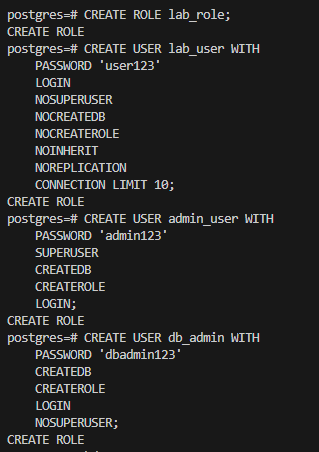 postgres=# CREATE ROLE lab_role;
CREATE ROLE
postgres=# CREATE USER lab_user WITH
    PASSWORD 'user123'
    LOGIN
    NOSUPERUSER
    NOCREATEDB
    NOCREATEROLE
    NOINHERIT
    NOREPLICATION
    CONNECTION LIMIT 10;
CREATE ROLE
postgres=# CREATE USER admin_user WITH
    PASSWORD 'admin123'
    SUPERUSER
    CREATEDB
    CREATEROLE
    LOGIN;
CREATE ROLE
postgres=# CREATE USER db_admin WITH
    PASSWORD 'dbadmin123'
    CREATEDB
    CREATEROLE
    LOGIN
    NOSUPERUSER;
CREATE ROLE